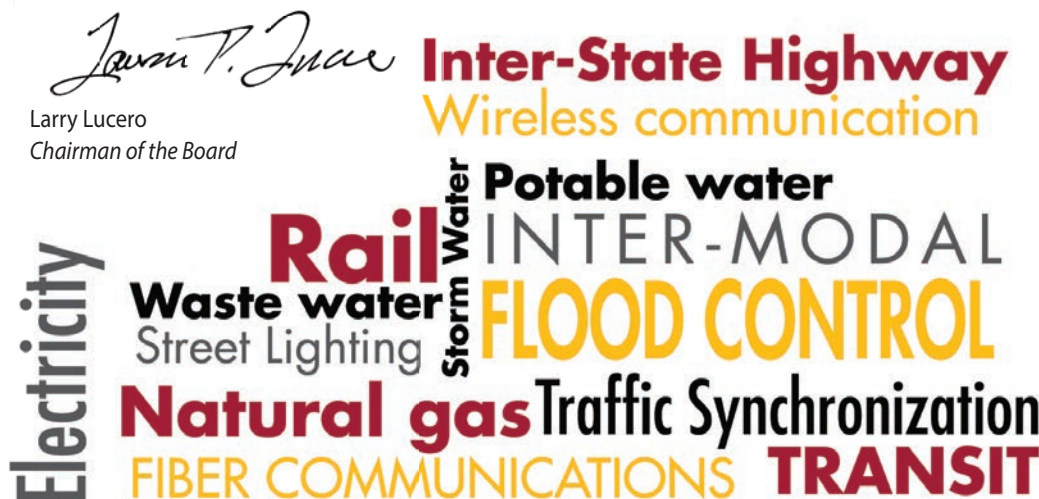 Larry Lucero
Chairman of the Board
Inter-State Highway
Wireless communication
Storm Water
Potable water
Rail
INTER-MODAL
Waste water
FLOOD CONTROL
Street Lighting
Electricity
Natural gas
Traffic Synchronization
FIBER COMMUNICATIONS
TRANSIT